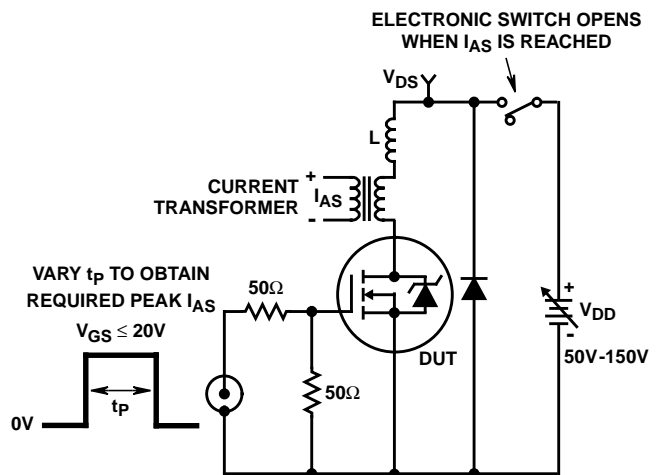 ELECTRONIC SWITCH OPENS
WHEN IAS IS REACHED
VDS
L
+
CURRENT
TRANSFORMER
IAS
-
VARY tP TO OBTAIN
REQUIRED PEAK IAS
50Ω
VGS ≤ 20V
+
VDD
-
DUT
50V-150V
50Ω
tP
0V